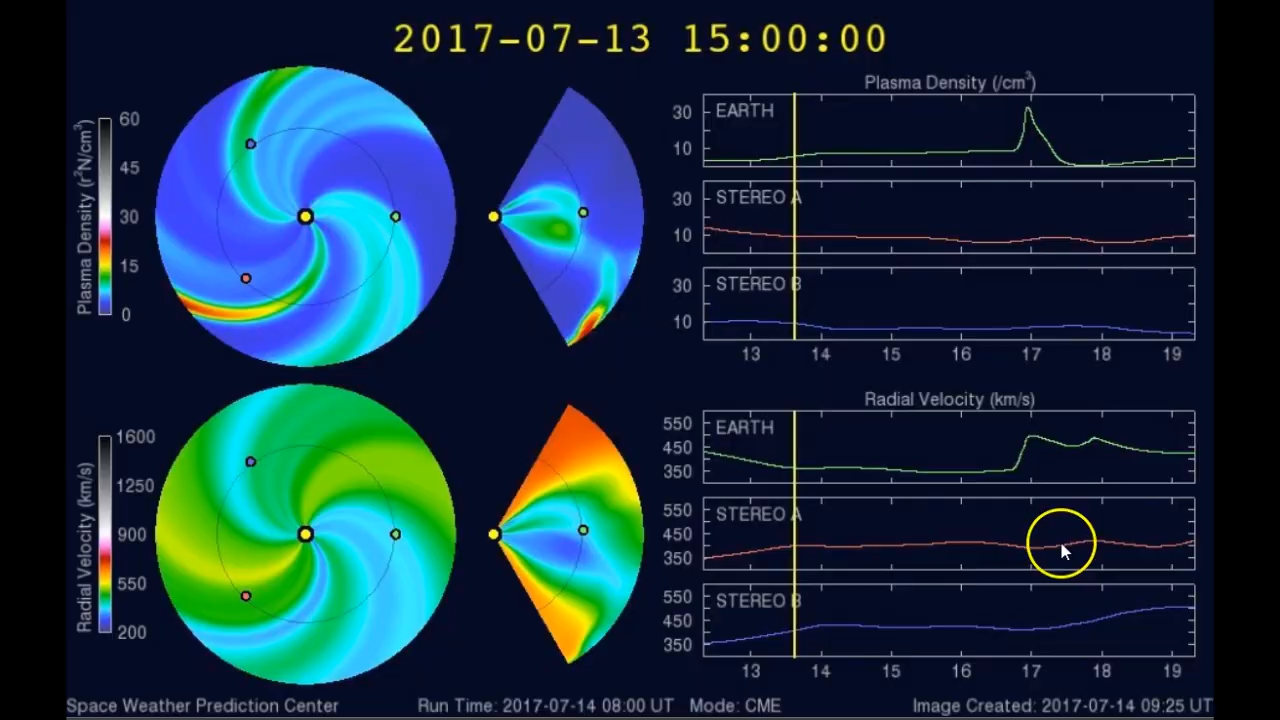 2017-07-13 15:00:00
Plasma Density (/cm³)
Plasma Density (r²N/cm³)
60
45
30
15
0
30
EARTH
10
30
STEREO A
10
30
STEREO B
10
13 14 15 16 17 18 19
Radial Velocity (km/s)
Radial Velocity (km/s)
1600
1250
900
550
200
550
EARTH
450
350
550
STEREO A
450
350
550
STEREO B
450
350
13 14 15 16 17 18 19
Space Weather Prediction Center Run Time: 2017-07-14 08:00 UT Mode: CME Image Created: 2017-07-14 09:25 UT